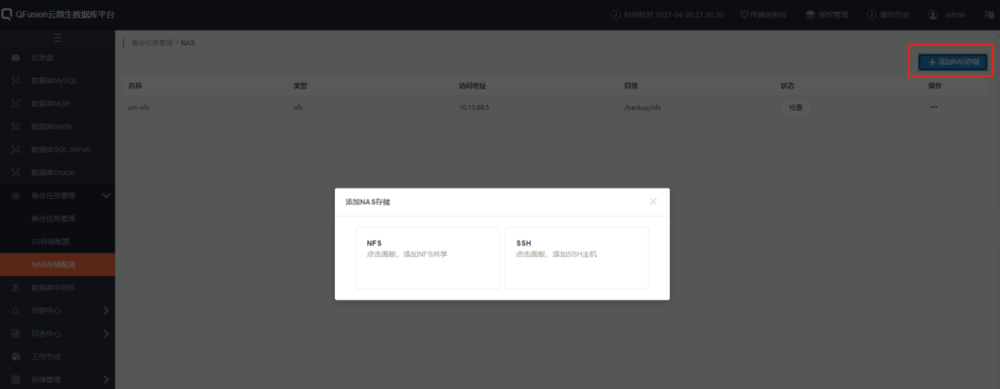 QFusion云原生数据库平台
时间校对 2021-04-26 21:26:20 终端控制台 授权管理 操作历史 admin
备份任务管理 / NAS
仪表盘
添加NAS存储
数据库MySQL
名称 类型 访问地址 目录 状态 操作
数据库MGR
zm-nfs nfs 10.10.88.5 /backup/nfs 检查 ···
数据库Redis
数据库SQL Server
数据库Oracle
备份任务管理
备份任务管理
S3存储配置
NAS存储配置
数据库中间件
告警中心
日志中心
工作节点
存储管理
添加NAS存储
NFS
点击面板，添加NFS共享
SSH
点击面板，添加SSH主机